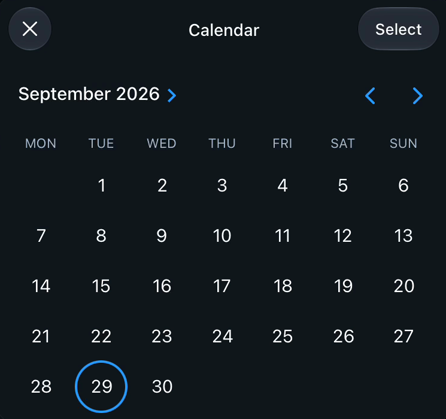 Calendar
Select
September 2026
MON TUE WED THU FRI SAT SUN
1 2 3 4 5 6
7 8 9 10 11 12 13
14 15 16 17 18 19 20
21 22 23 24 25 26 27
28 29 30